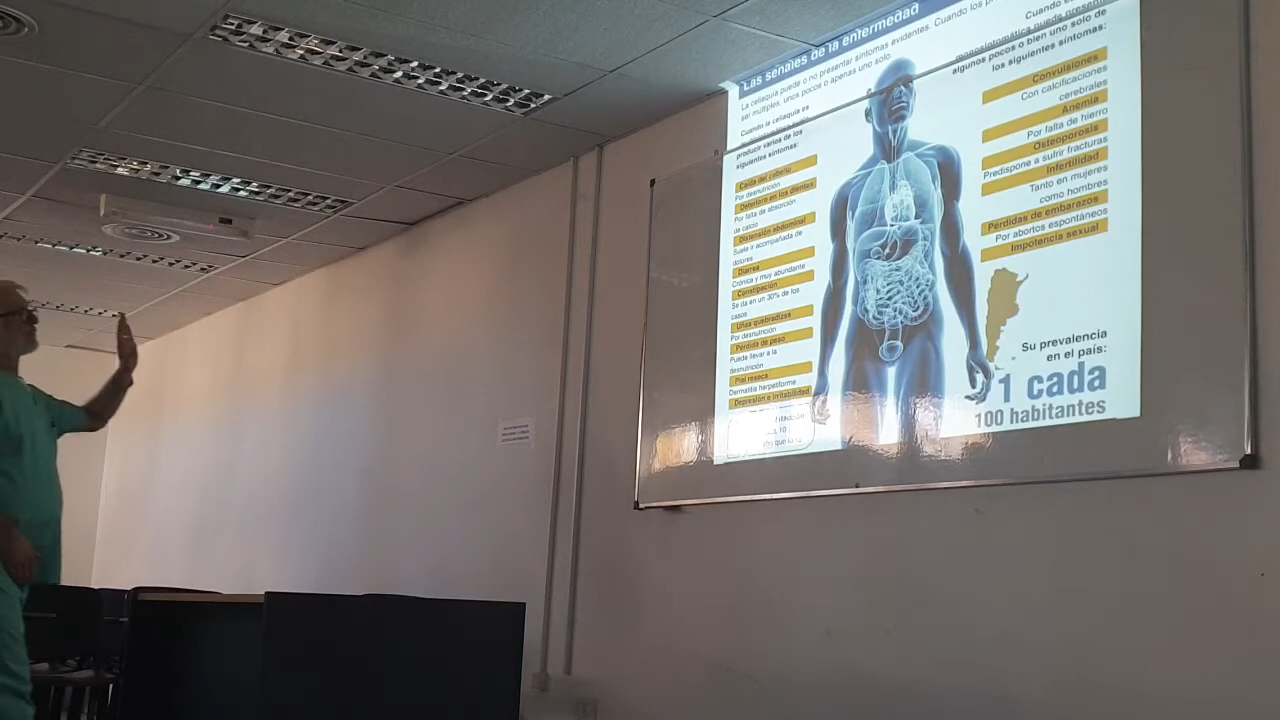 Las señales de la enfermedad
La celiaquía puede o no presentar síntomas evidentes. Cuando los
ser múltiples, unos pocos o apenas uno solo.
Cuando la celiaquía es
producir varios de los
siguientes síntomas:
Caída del cabello
Por desnutrición
Deterioro en los dientes
Por falta de absorción
de calcio
Distensión abdominal
Suele ir acompañada de
dolores
Diarrea
Crónica y muy abundante
Constipación
Se da en un 30% de los
casos
Uñas quebradizas
Por desnutrición
Pérdida de peso
Puede llevar a la
desnutrición
Piel reseca
Dermatitis herpetiforme
Depresión e irritabilidad
Cuando
monosintomática puede
algunos pocos o bien uno solo de
los siguientes síntomas:
Convulsiones
Con calcificaciones
cerebrales
Anemia
Por falta de hierro
Osteoporosis
Predispone a sufrir fracturas
Infertilidad
Tanto en mujeres
como hombres
Pérdidas de embarazos
Por abortos espontáneos
Impotencia sexual
Su prevalencia
en el país:
1 cada
100 habitantes